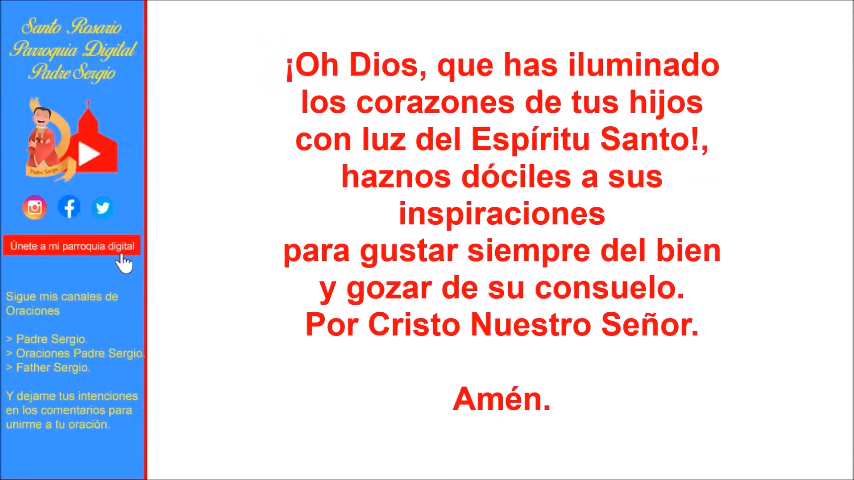 Santo Rosario
Parroquia Digital
Padre Sergio
Padre Sergio
Únete a mi parroquia digital
Sigue mis canales de
Oraciones
> Padre Sergio.
> Oraciones Padre Sergio.
> Father Sergio.
Y dejame tus intenciones
en los comentarios para
unirme a tu oración.
¡Oh Dios, que has iluminado
los corazones de tus hijos
con luz del Espíritu Santo!,
haznos dóciles a sus
inspiraciones
para gustar siempre del bien
y gozar de su consuelo.
Por Cristo Nuestro Señor.
Amén.